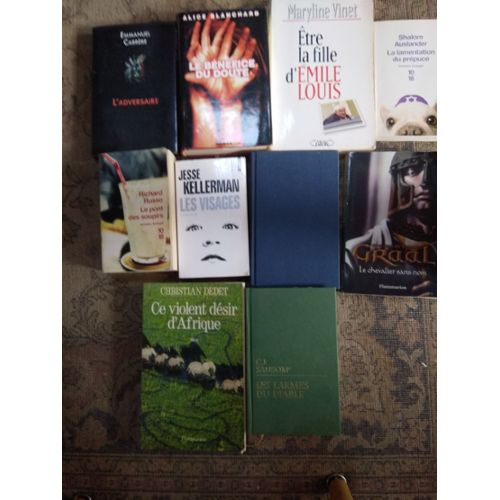 EMMANUEL
CARRÈRE
L'ADVERSAIRE
ALICE BLANCHARD
LE BÉNÉFICE
DU DOUTE
Maryline Vinet
Être la fille
d'ÉMILE
LOUIS
Shalom
Auslander
La lamentation
du prépuce
10
18
Richard
Russo
Le pont
des soupirs
10
18
JESSE
KELLERMAN
LES VISAGES
GRAAL
Le chevalier sans nom
Flammarion
CHRISTIAN DEDET
Ce violent désir
d'Afrique
Flammarion
C.J.
SANSOM
LES LARMES
DU DIABLE